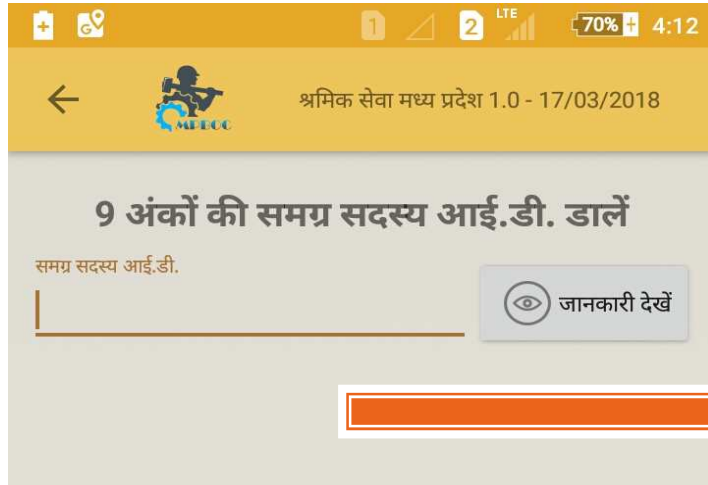 1 2 LTE 70% 4:12
MPBOC
श्रमिक सेवा मध्य प्रदेश 1.0 - 17/03/2018
9 अंकों की समग्र सदस्य आई.डी. डालें
समग्र सदस्य आई.डी.
जानकारी देखें